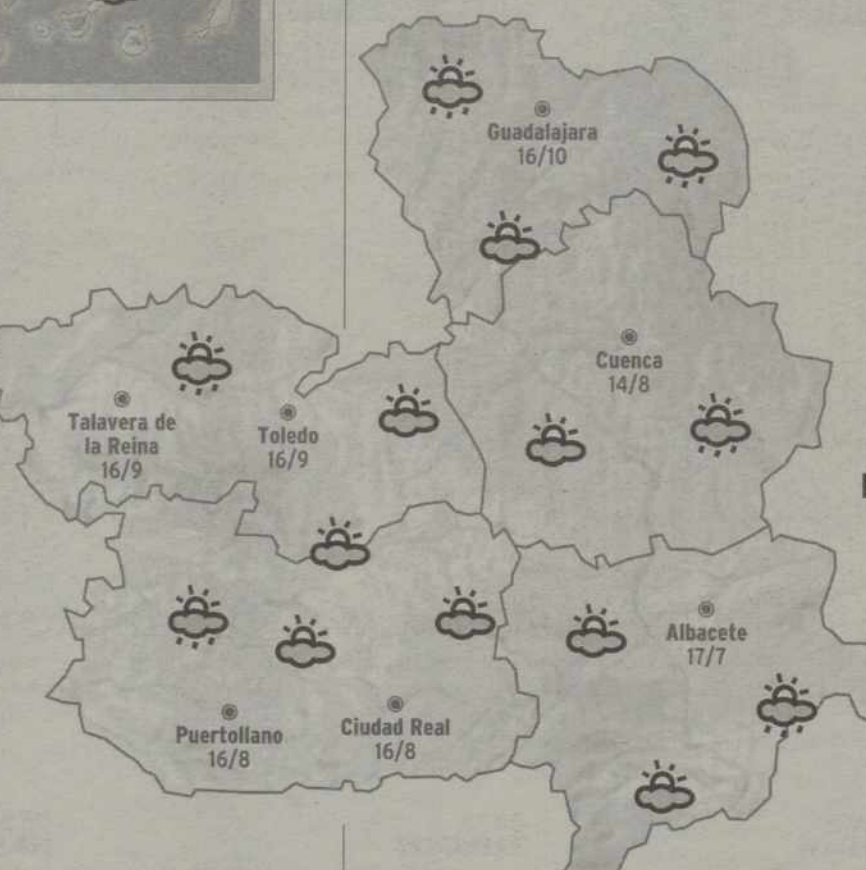 Guadalajara
16/10
Cuenca
14/8
Talavera de
la Reina
16/9
Toledo
16/9
Albacete
17/7
Puertollano
16/8
Ciudad Real
16/8